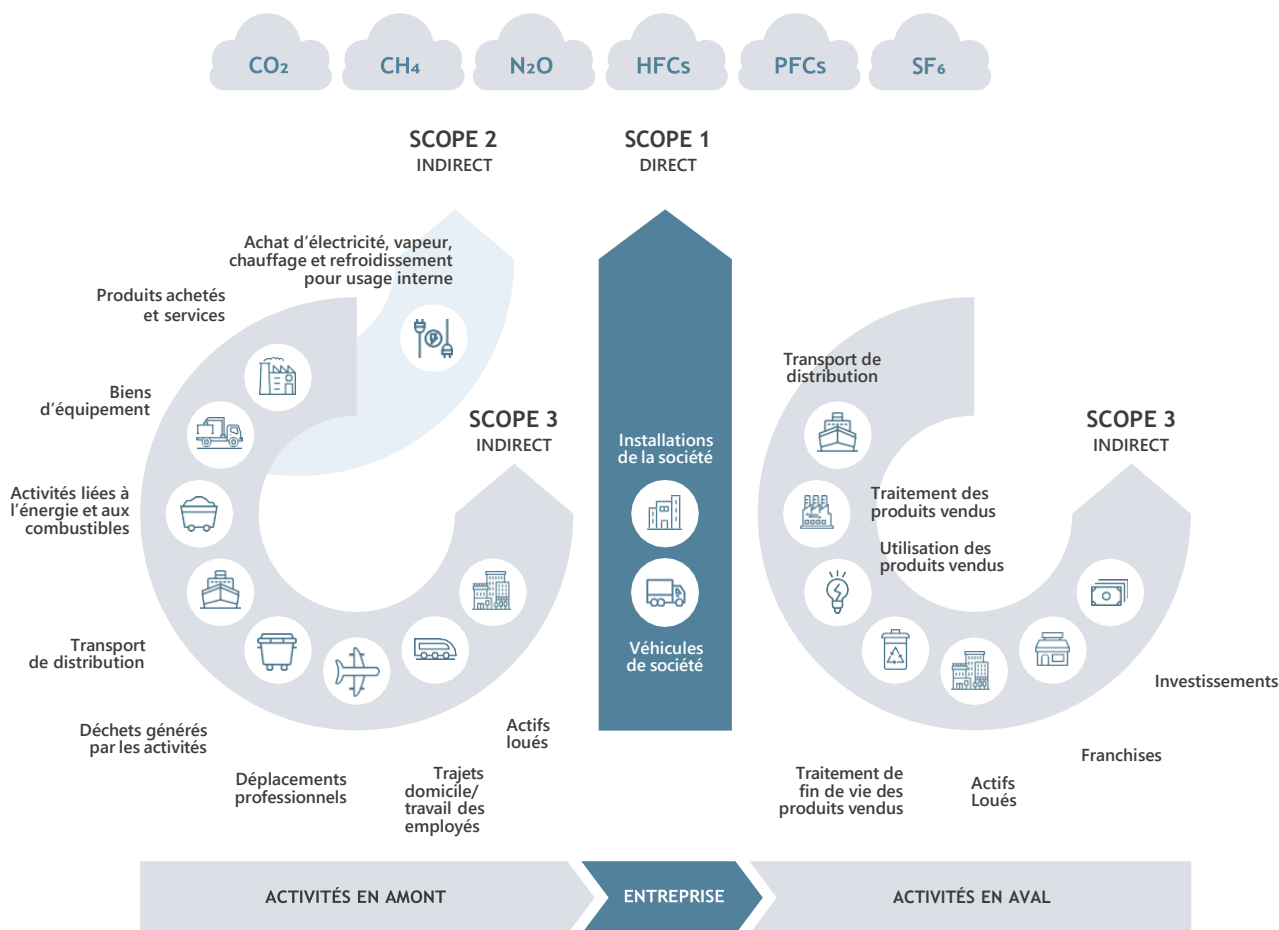 CO₂
CH₄
N₂O
HFCs
PFCs
SF₆
SCOPE 2
INDIRECT
SCOPE 1
DIRECT
Achat d'électricité, vapeur,
chauffage et refroidissement
pour usage interne
Produits achetés
et services
Biens
d'équipement
Activités liées à
l'énergie et aux
combustibles
Transport
de distribution
Déchets générés
par les activités
Déplacements
professionnels
Trajets
domicile/
travail des
employés
Actifs
loués
SCOPE 3
INDIRECT
Installations
de la société
Véhicules
de société
Transport de
distribution
Traitement des
produits vendus
Utilisation des
produits vendus
Traitement de
fin de vie des
produits vendus
Actifs
Loués
Franchises
Investissements
SCOPE 3
INDIRECT
ACTIVITÉS EN AMONT
ENTREPRISE
ACTIVITÉS EN AVAL